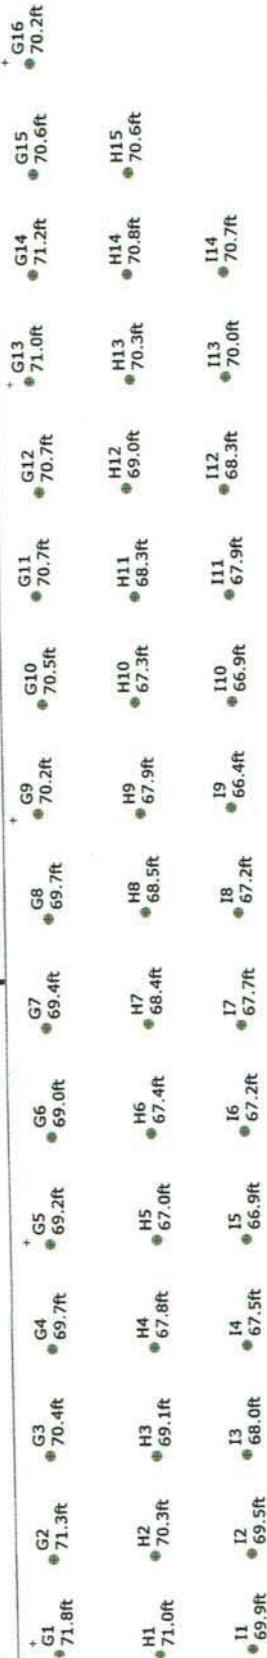 G16
70.2ft
G15
70.6ft
H15
70.6ft
G14
71.2ft
H14
70.8ft
I14
70.7ft
G13
71.0ft
H13
70.3ft
I13
70.0ft
G12
70.7ft
H12
69.0ft
I12
68.3ft
G11
70.7ft
H11
68.3ft
I11
67.9ft
G10
70.5ft
H10
67.3ft
I10
66.9ft
G9
70.2ft
H9
67.9ft
I9
66.4ft
G8
69.7ft
H8
68.5ft
I8
67.2ft
G7
69.4ft
H7
68.4ft
I7
67.7ft
G6
69.0ft
H6
67.4ft
I6
67.2ft
G5
69.2ft
H5
67.0ft
I5
66.9ft
G4
69.7ft
H4
67.8ft
I4
67.5ft
G3
70.4ft
H3
69.1ft
I3
68.0ft
G2
71.3ft
H2
70.3ft
I2
69.5ft
G1
71.8ft
H1
71.0ft
I1
69.9ft